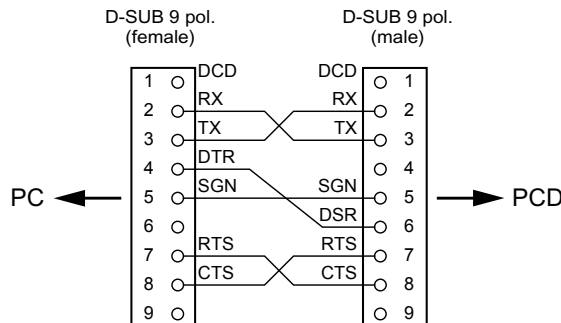 D-SUB 9 pol. D-SUB 9 pol.
(female) (male)
1 DCD DCD 1
2 RX RX 2
3 TX TX 3
4 DTR 4
PC 5 SGN SGN 5 PCD
6 DSR 6
7 RTS RTS 7
8 CTS CTS 8
9 9